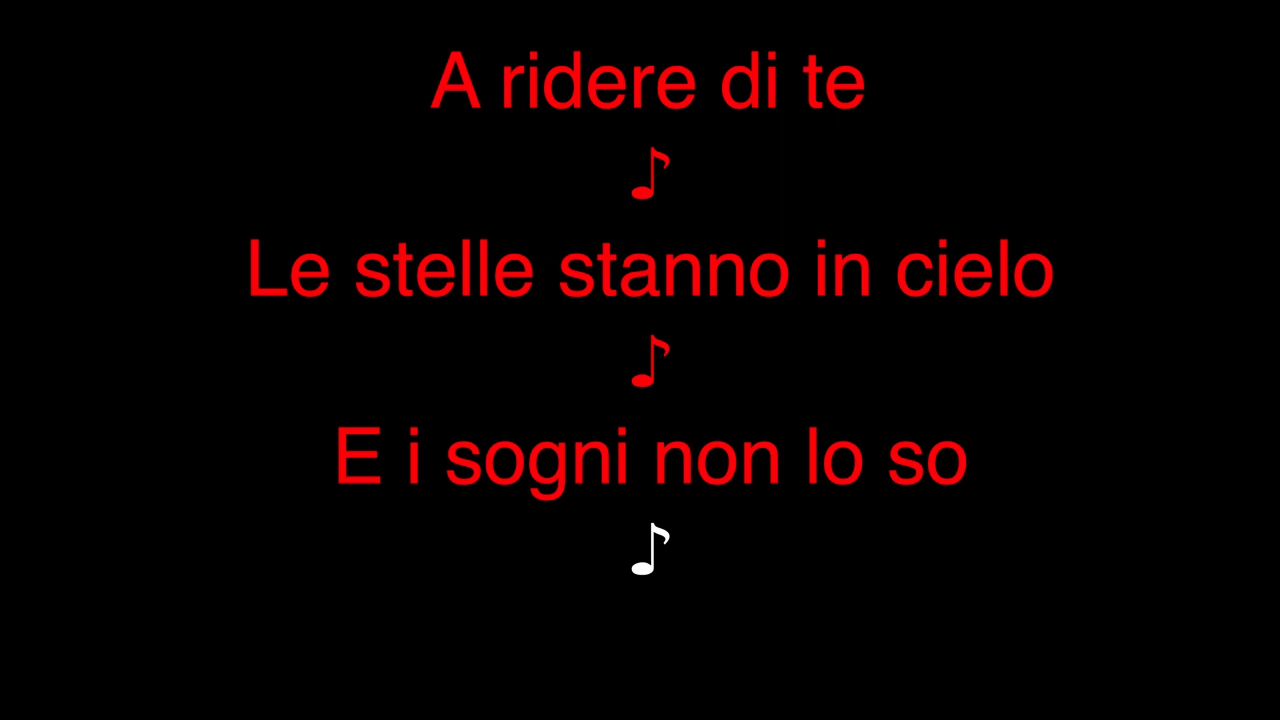 A ridere di te
♪
Le stelle stanno in cielo
♪
E i sogni non lo so
♪